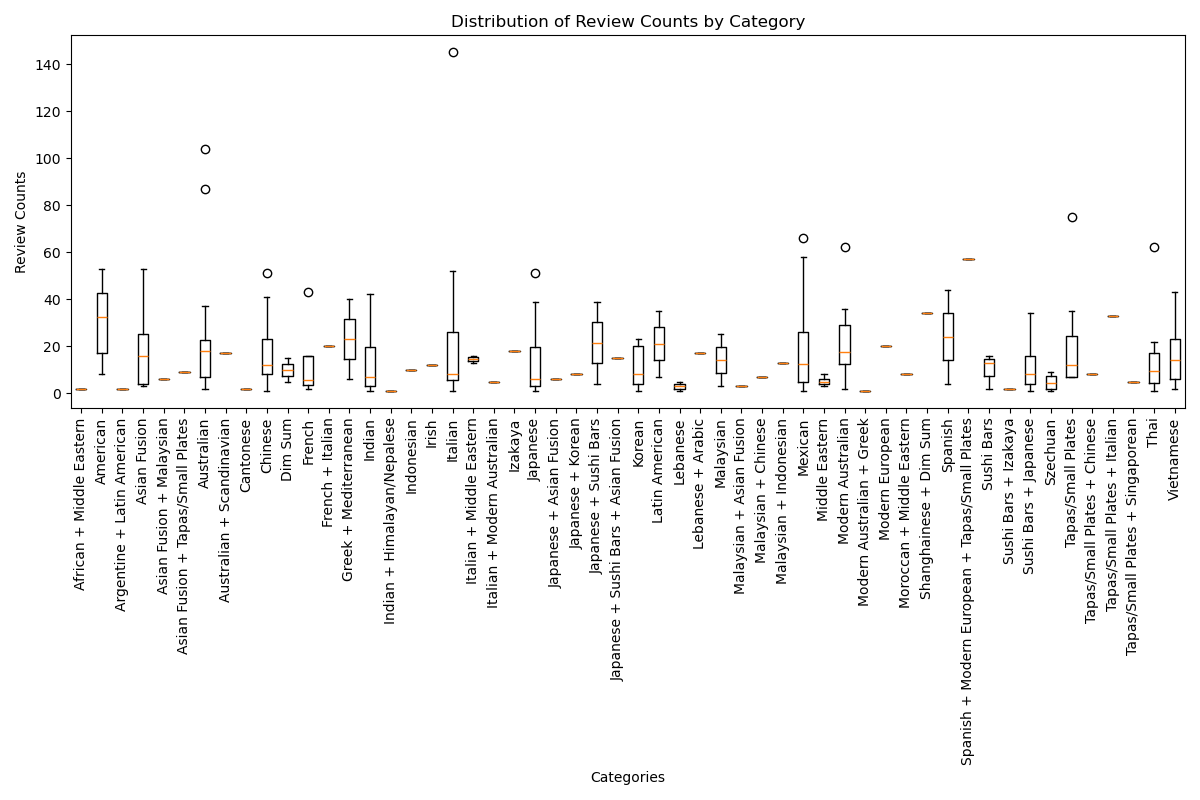 Distribution of Review Counts by Category
Review Counts
140
120
100
80
60
40
20
0
African + Middle Eastern
American
Argentine + Latin American
Asian Fusion
Asian Fusion + Malaysian
Asian Fusion + Tapas/Small Plates
Australian
Australian + Scandinavian
Cantonese
Chinese
Dim Sum
French
French + Italian
Greek + Mediterranean
Indian
Indian + Himalayan/Nepalese
Indonesian
Irish
Italian
Italian + Middle Eastern
Italian + Modern Australian
Izakaya
Japanese
Japanese + Asian Fusion
Japanese + Korean
Japanese + Sushi Bars
Japanese + Sushi Bars + Asian Fusion
Korean
Latin American
Lebanese
Lebanese + Arabic
Malaysian
Malaysian + Asian Fusion
Malaysian + Chinese
Malaysian + Indonesian
Mexican
Middle Eastern
Modern Australian
Modern Australian + Greek
Modern European
Moroccan + Middle Eastern
Shanghainese + Dim Sum
Spanish
Spanish + Modern European + Tapas/Small Plates
Sushi Bars
Sushi Bars + Izakaya
Sushi Bars + Japanese
Szechuan
Tapas/Small Plates
Tapas/Small Plates + Chinese
Tapas/Small Plates + Italian
Tapas/Small Plates + Singaporean
Thai
Vietnamese
Categories